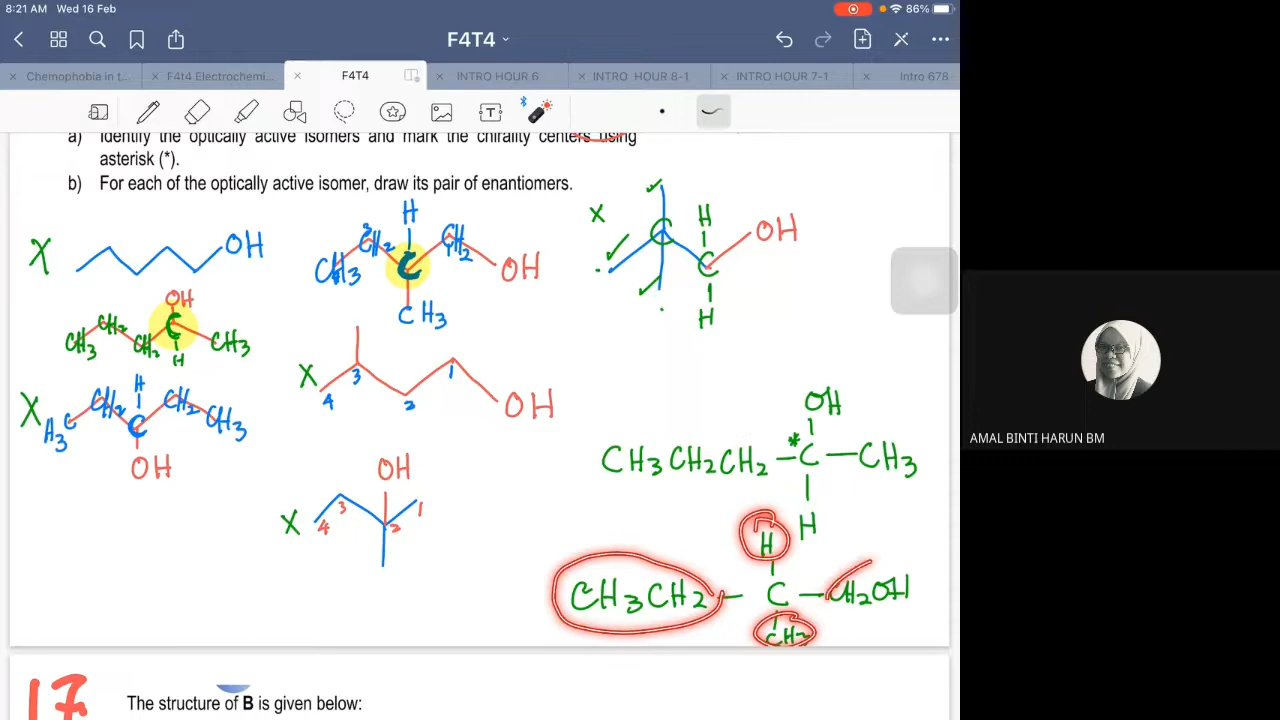 8:21 AM Wed 16 Feb
86%
F4T4
Chemophobia in t...
F4t4 Electrochemi...
F4T4
INTRO HOUR 6
INTRO HOUR 8-1
INTRO HOUR 7-1
Intro 678
a) Identify the optically active isomers and mark the chirality centers using
asterisk (*).
b) For each of the optically active isomer, draw its pair of enantiomers.
X OH
H
CH3 CH2 C CH2 OH
CH3
X C H OH
H
OH
CH3 CH2 CH2 C CH3
H
X 4 3 2 1 OH
H
X H3C CH2 C CH2 CH3
OH
OH
X 4 3 2 1
OH
CH3CH2CH2 - *C - CH3
H
H
CH3CH2 - C - CH2OH
AMAL BINTI HARUN BM
17
The structure of B is given below: